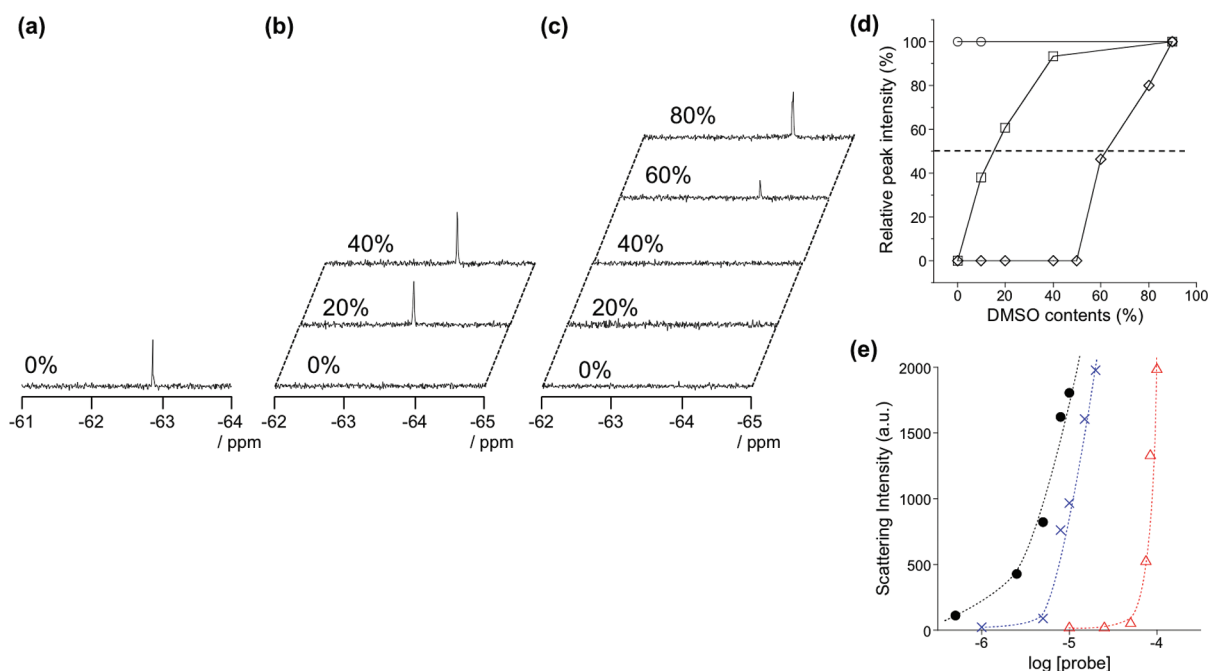 (a)
0%
-61 -62 -63 -64
/ ppm
(b)
40%
20%
0%
-62 -63 -64 -65
/ ppm
(c)
80%
60%
40%
20%
0%
-62 -63 -64 -65
/ ppm
(d)
Relative peak intensity (%)
100
80
60
40
20
0
0 20 40 60 80 100
DMSO contents (%)
(e)
Scattering Intensity (a.u.)
2000
1500
1000
500
0
-6 -5 -4
log [probe]